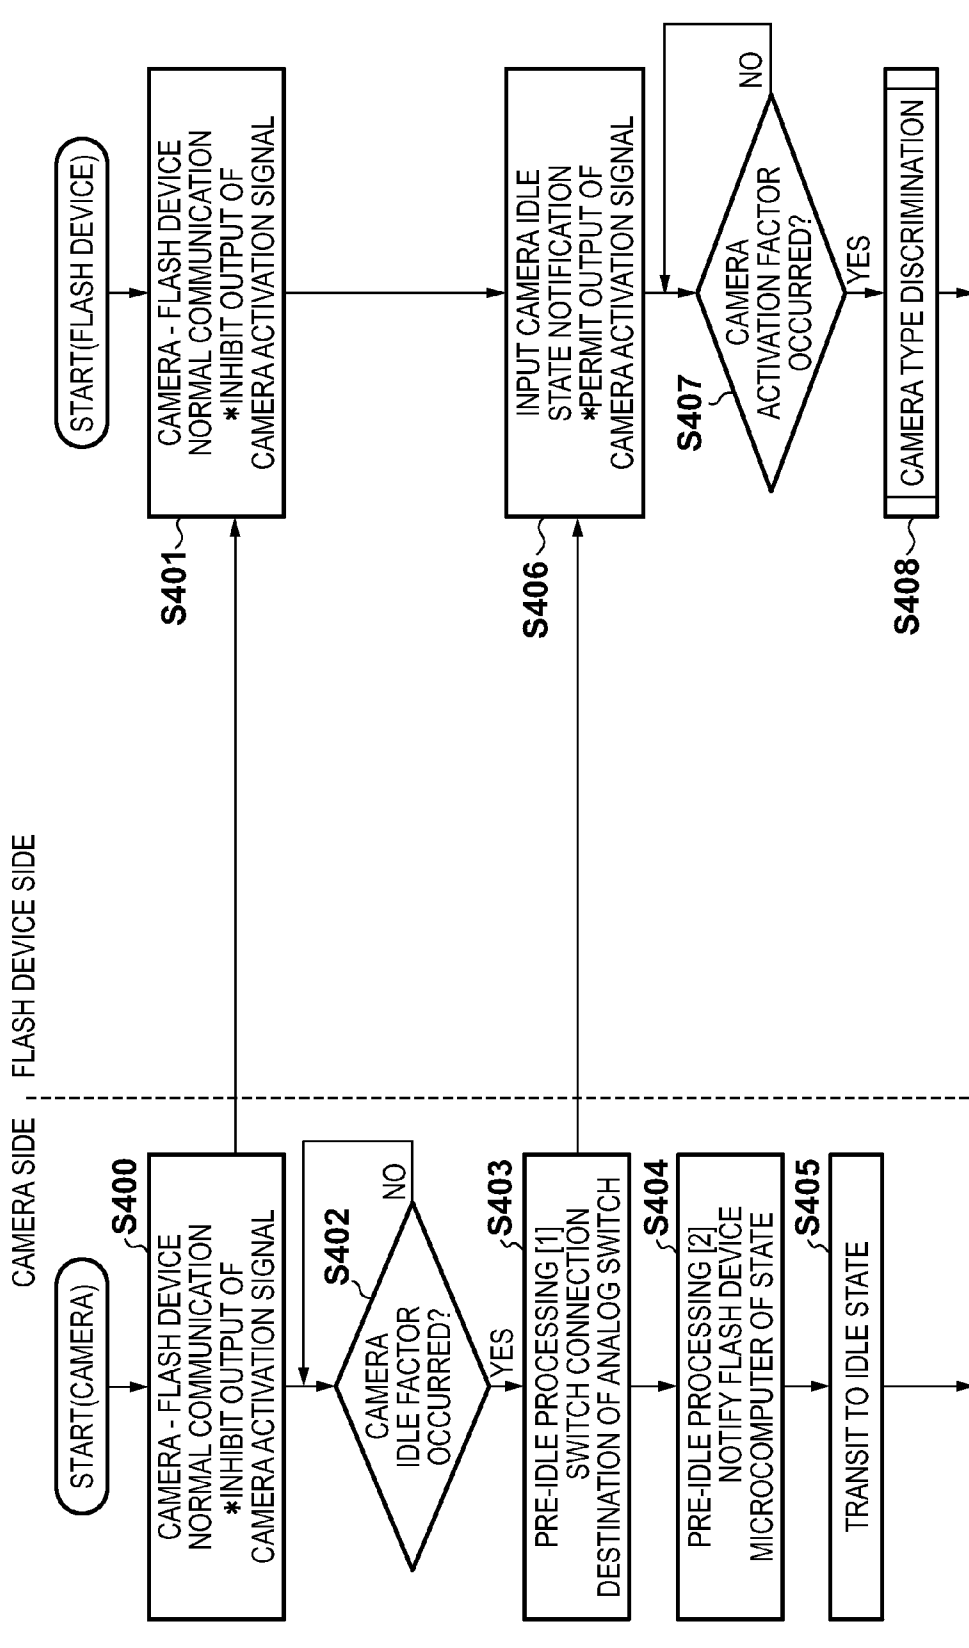 CAMERA SIDE
FLASH DEVICE SIDE
START(CAMERA)
S400
CAMERA - FLASH DEVICE
NORMAL COMMUNICATION
*INHIBIT OUTPUT OF
CAMERA ACTIVATION SIGNAL
S402
CAMERA
IDLE FACTOR
OCCURRED?
NO
YES
S403
PRE-IDLE PROCESSING [1]
SWITCH CONNECTION
DESTINATION OF ANALOG SWITCH
S404
PRE-IDLE PROCESSING [2]
NOTIFY FLASH DEVICE
MICROCOMPUTER OF STATE
S405
TRANSIT TO IDLE STATE
START(FLASH DEVICE)
S401
CAMERA - FLASH DEVICE
NORMAL COMMUNICATION
*INHIBIT OUTPUT OF
CAMERA ACTIVATION SIGNAL
S406
INPUT CAMERA IDLE
STATE NOTIFICATION
*PERMIT OUTPUT OF
CAMERA ACTIVATION SIGNAL
S407
CAMERA
ACTIVATION FACTOR
OCCURRED?
NO
YES
S408
CAMERA TYPE DISCRIMINATION